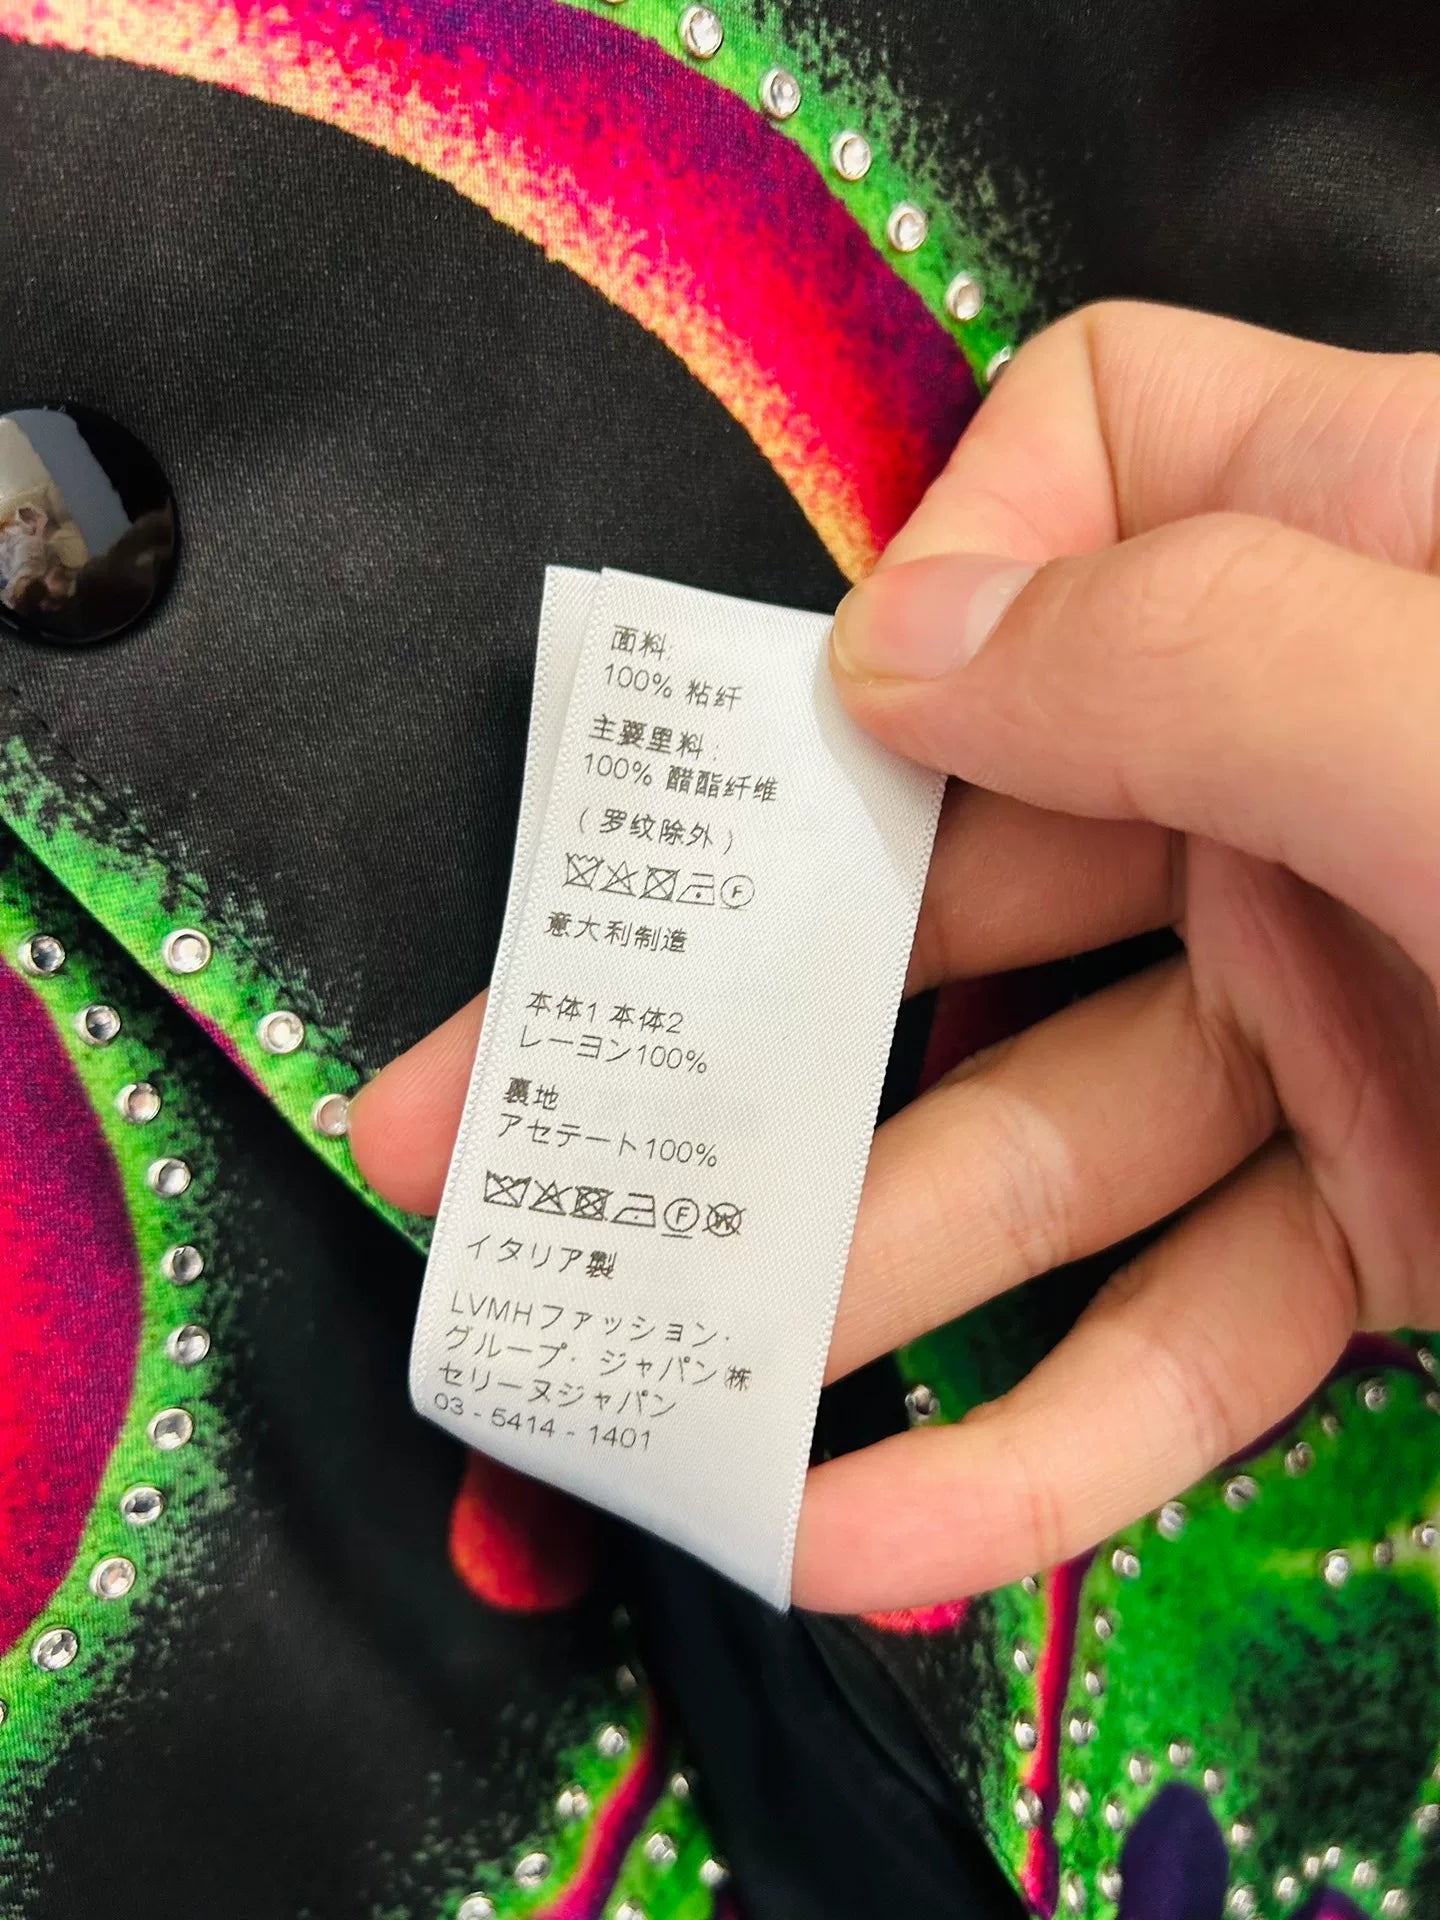 面料:
100% 粘纤
主要里料:
100% 醋酯纤维
(罗纹除外)
F
意大利制造
本体1 本体2
レーヨン100%
裏地
アセテート100%
F W
イタリア製
LVMHファッション・
グループ・ジャパン㈱
セリーヌジャパン
03 - 5414 - 1401